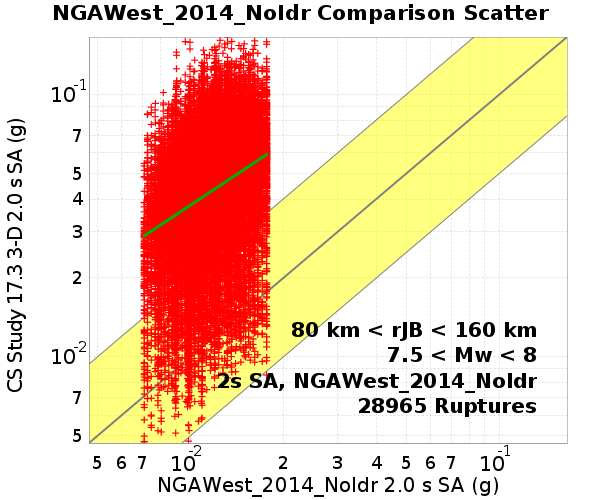 NGAWest_2014_NoIdr Comparison Scatter
CS Study 17.3 3-D 2.0 s SA (g)
10-1
7
5
4
3
2
10-2
7
5
80 km < rJB < 160 km
7.5 < Mw < 8
2s SA, NGAWest_2014_NoIdr
28965 Ruptures
5 6 7 10-2 2 3 4 5 6 7 10-1
NGAWest_2014_NoIdr 2.0 s SA (g)